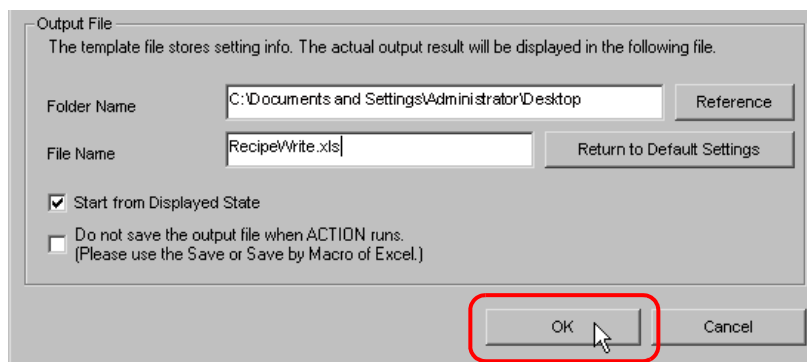 Output File
The template file stores setting info. The actual output result will be displayed in the following file.
Folder Name
C:\Documents and Settings\Administrator\Desktop
Reference
File Name
RecipeWrite.xls
Return to Default Settings
Start from Displayed State
Do not save the output file when ACTION runs.
(Please use the Save or Save by Macro of Excel.)
OK
Cancel